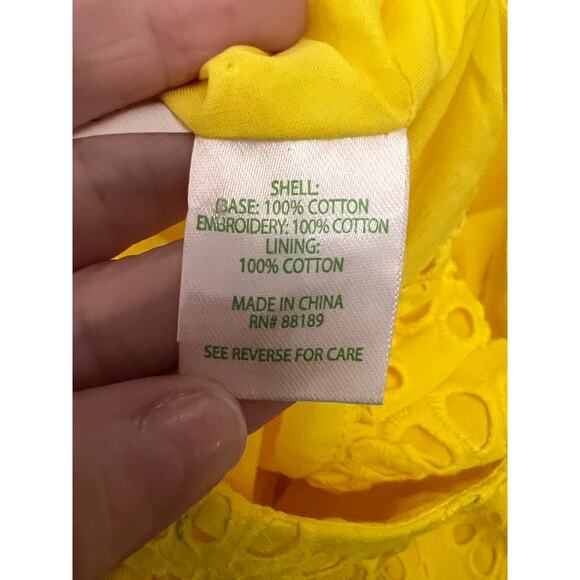 SHELL:
BASE: 100% COTTON
EMBROIDERY: 100% COTTON
LINING:
100% COTTON
MADE IN CHINA
RN# 88189
SEE REVERSE FOR CARE